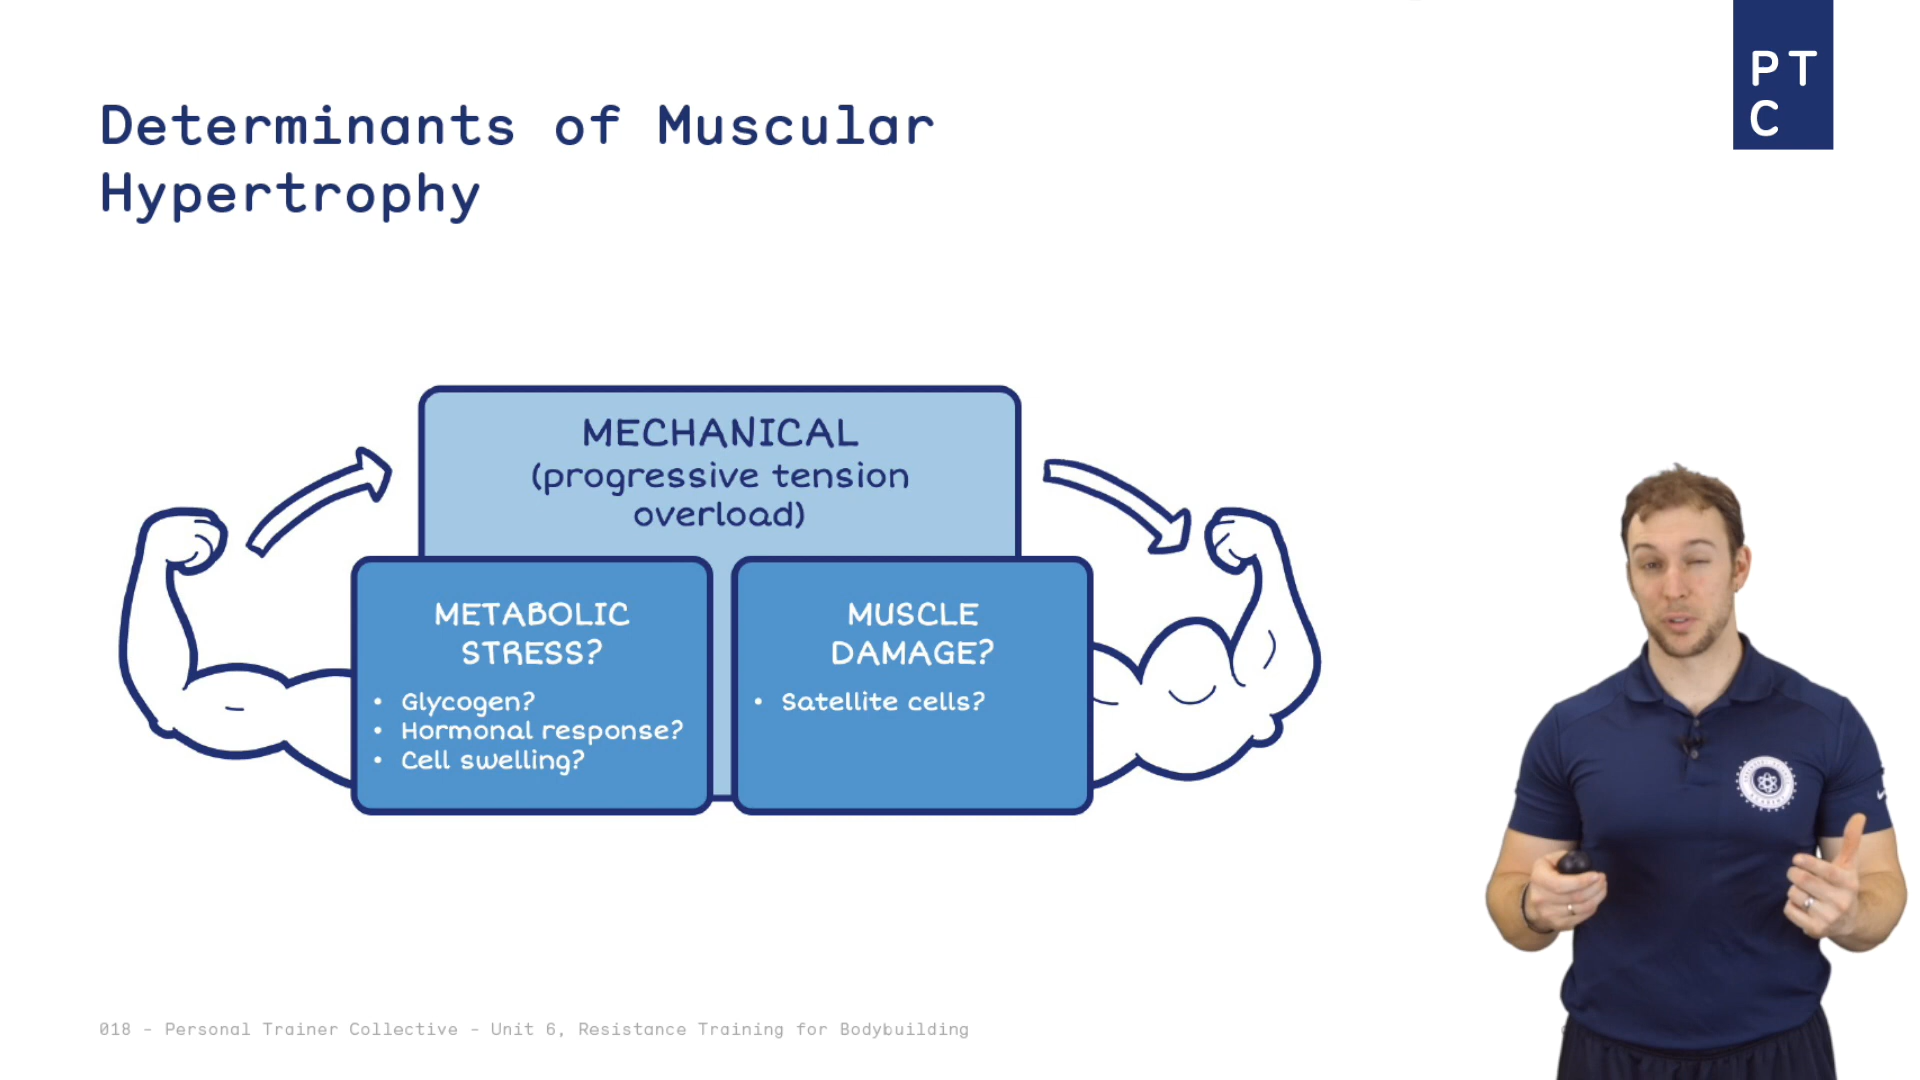 PT
C
Determinants of Muscular
Hypertrophy
MECHANICAL
(progressive tension
overload)
METABOLIC
STRESS?
• Glycogen?
• Hormonal response?
• Cell swelling?
MUSCLE
DAMAGE?
• Satellite cells?
018 - Personal Trainer Collective - Unit 6, Resistance Training for Bodybuilding